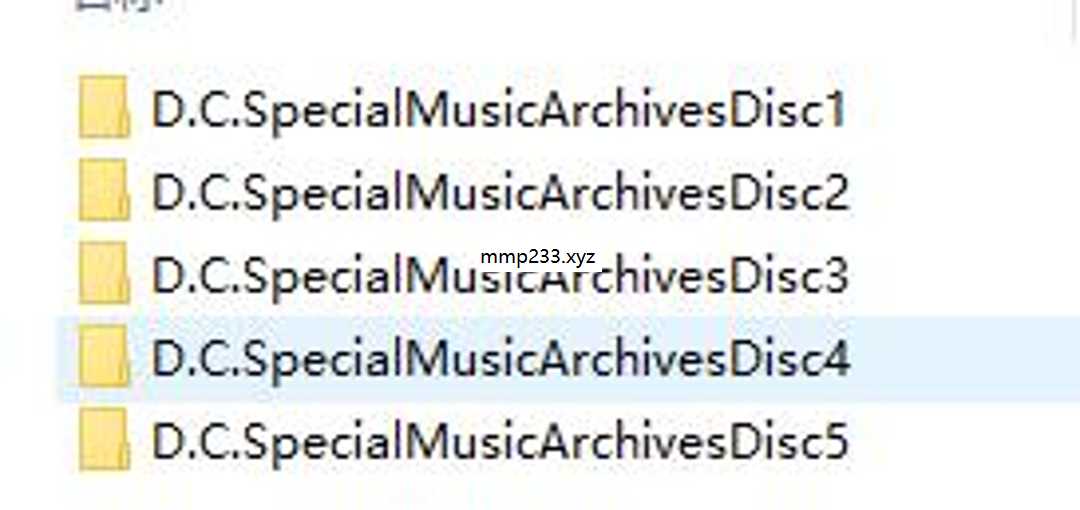 D.C.SpecialMusicArchivesDisc1
D.C.SpecialMusicArchivesDisc2
mmp233.xyz
D.C.SpecialMusicArchivesDisc3
D.C.SpecialMusicArchivesDisc4
D.C.SpecialMusicArchivesDisc5